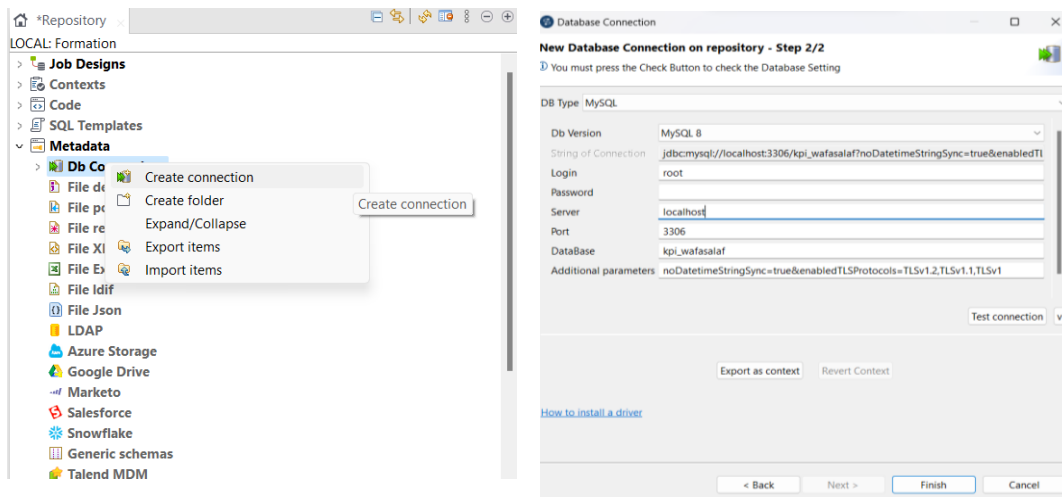 *Repository
LOCAL: Formation
Job Designs
Contexts
Code
SQL Templates
Metadata
Db Co
File de
File po
File re
File XI
File Ex
File ldif
File Json
LDAP
Azure Storage
Google Drive
Marketo
Salesforce
Snowflake
Generic schemas
Talend MDM
Create connection
Create folder
Expand/Collapse
Export items
Import items
Create connection
Database Connection
New Database Connection on repository - Step 2/2
You must press the Check Button to check the Database Setting
DB Type MySQL
Db Version MySQL 8
String of Connection jdbc:mysql://localhost:3306/kpi_wafasalaf?noDatetimeStringSync=true&enabledTL
Login root
Password
Server localhost
Port 3306
DataBase kpi_wafasalaf
Additional parameters noDatetimeStringSync=true&enabledTLSProtocols=TLSv1.2,TLSv1.1,TLSv1
Test connection
Export as context Revert Context
How to install a driver
< Back Next > Finish Cancel